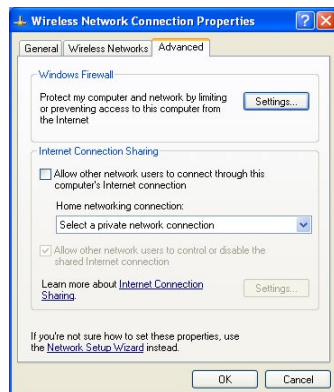 Wireless Network Connection Properties
General Wireless Networks Advanced
Windows Firewall
Protect my computer and network by limiting
or preventing access to this computer from
the Internet
Settings...
Internet Connection Sharing
Allow other network users to connect through this
computer's Internet connection
Home networking connection:
Select a private network connection
Allow other network users to control or disable the
shared Internet connection
Learn more about Internet Connection
Sharing.
Settings...
If you're not sure how to set these properties, use
the Network Setup Wizard instead.
OK Cancel